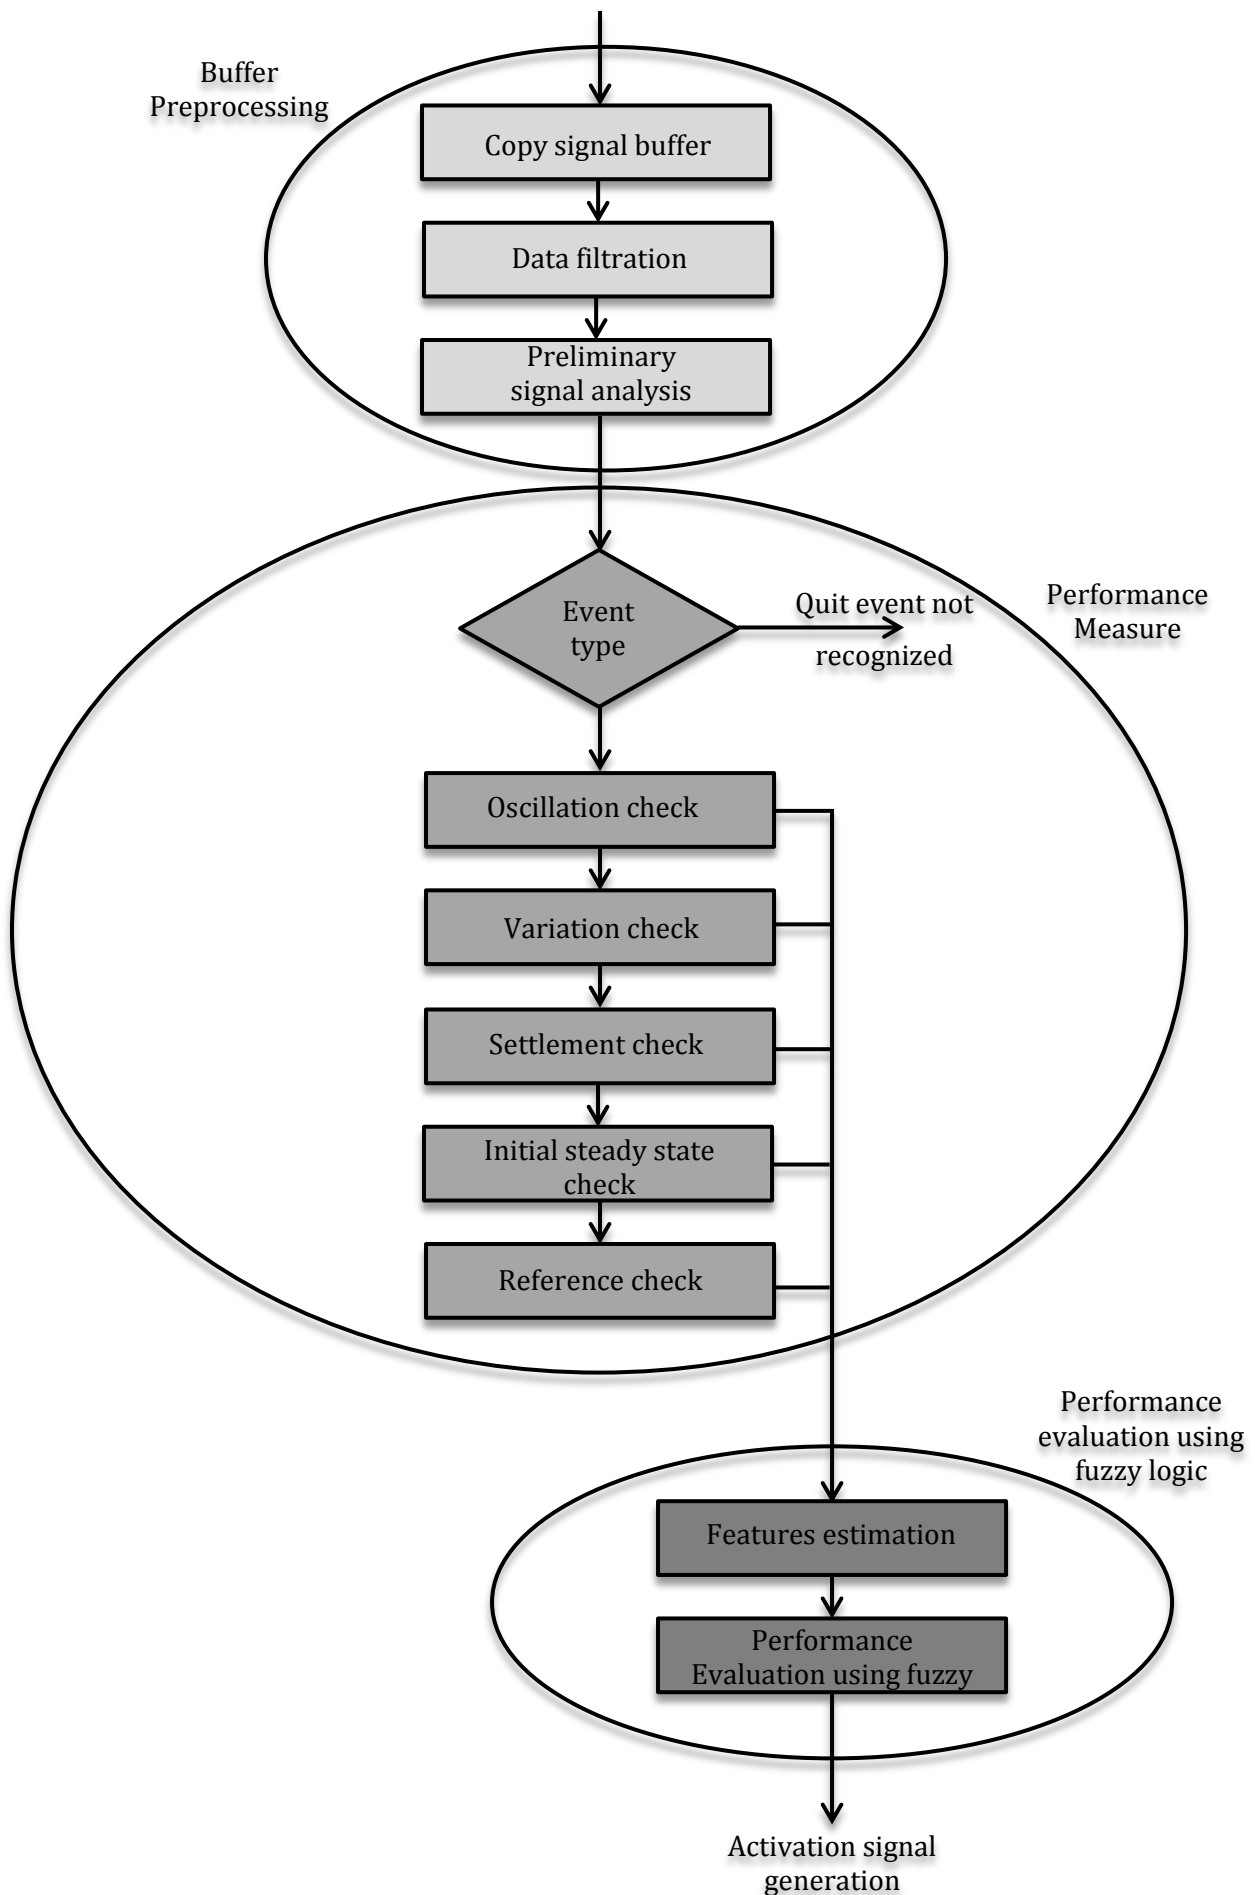 Buffer
Preprocessing
Copy signal buffer
Data filtration
Preliminary
signal analysis
Event
type
Quit event not
recognized
Performance
Measure
Oscillation check
Variation check
Settlement check
Initial steady state
check
Reference check
Performance
evaluation using
fuzzy logic
Features estimation
Performance
Evaluation using fuzzy
Activation signal
generation